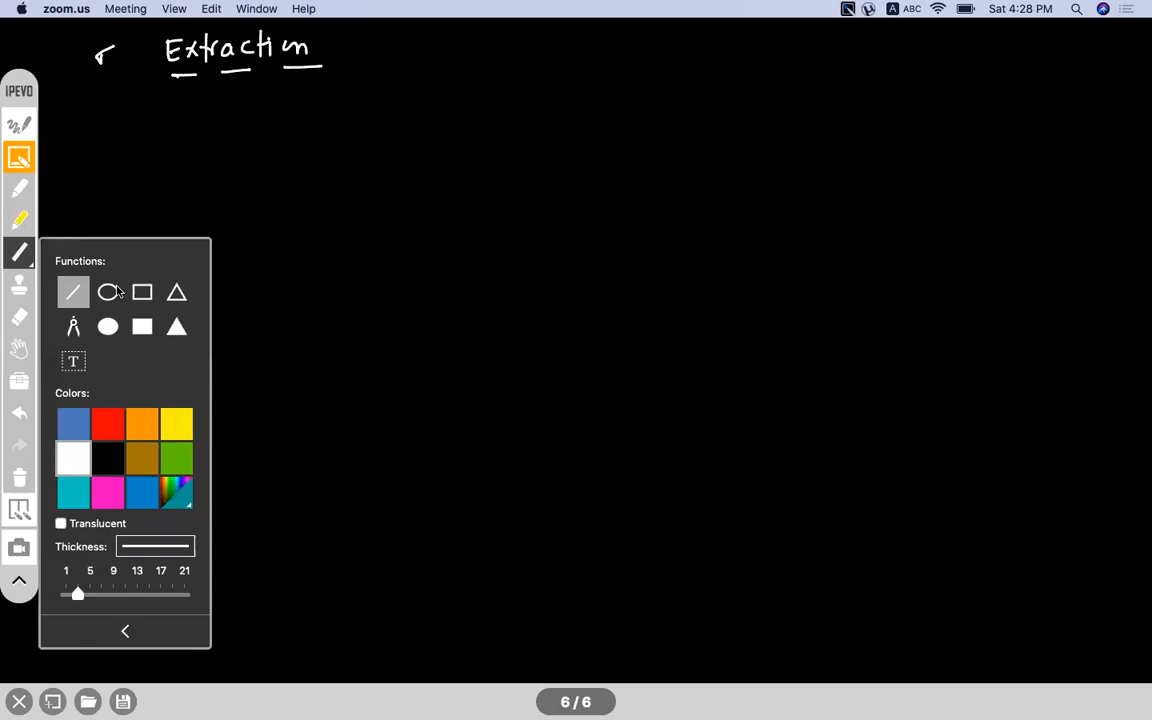 zoom.us Meeting View Edit Window Help A ABC Sat 4:28 PM
Extraction
IPEVO
Functions:
T
Colors:
Translucent
Thickness:
1 5 9 13 17 21
6 / 6